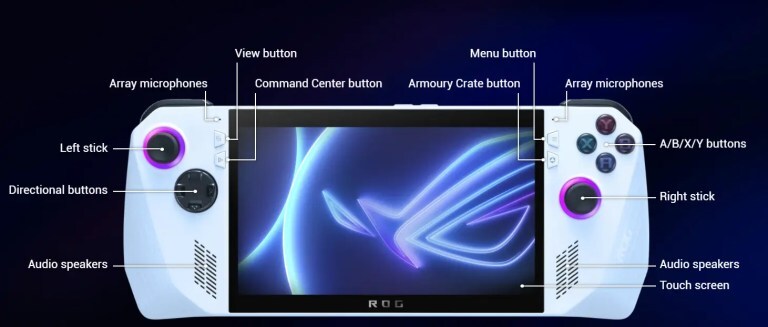 View button
Menu button
Array microphones
Command Center button
Armoury Crate button
Array microphones
Left stick
Y
X
B
A
A/B/X/Y buttons
Directional buttons
Right stick
Audio speakers
Audio speakers
Touch screen
ROG